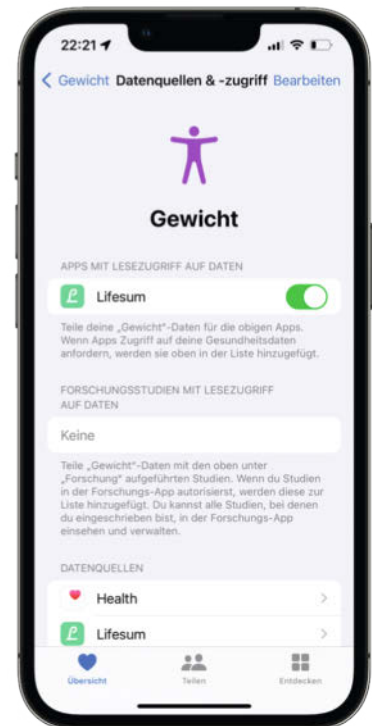 22:21
Gewicht Datenquellen & -zugriff Bearbeiten
Gewicht
APPS MIT LESEZUGRIFF AUF DATEN
Lifesum
Teile deine „Gewicht“-Daten für die obigen Apps.
Wenn Apps Zugriff auf deine Gesundheitsdaten
anfordern, werden sie oben in der Liste hinzugefügt.
FORSCHUNGSSTUDIEN MIT LESEZUGRIFF
AUF DATEN
Keine
Teile „Gewicht“-Daten mit den oben unter
„Forschung“ aufgeführten Studien. Wenn du Studien
in der Forschungs-App autorisierst, werden diese zur
Liste hinzugefügt. Du kannst alle Studien, bei denen
du eingeschrieben bist, in der Forschungs-App
einsehen und verwalten.
DATENQUELLEN
Health
Lifesum
Übersicht Teilen Entdecken